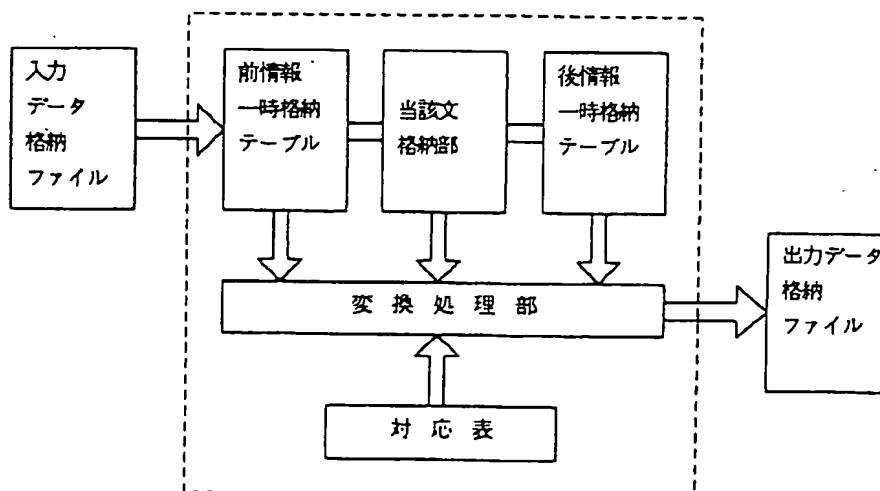 入力
データ
格納
ファイル
前情報
一時格納
テーブル
当該文
格納部
後情報
一時格納
テーブル
変換処理部
出力データ
格納
ファイル
対応表